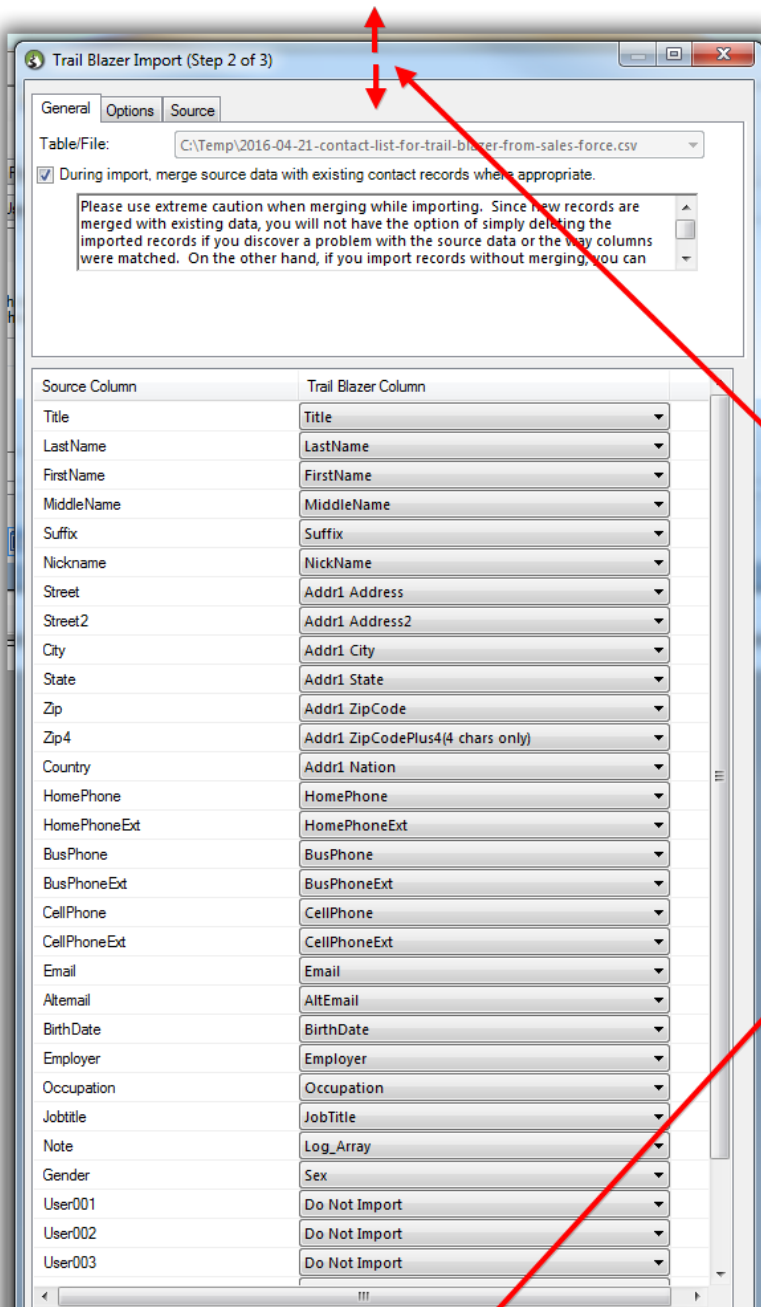 Trail Blazer Import (Step 2 of 3)
General Options Source
Table/File: C:\Temp\2016-04-21-contact-list-for-trail-blazer-from-sales-force.csv
During import, merge source data with existing contact records where appropriate.
Please use extreme caution when merging while importing. Since new records are
merged with existing data, you will not have the option of simply deleting the
imported records if you discover a problem with the source data or the way columns
were matched. On the other hand, if you import records without merging, you can
Source Column Trail Blazer Column
Title Title
LastName LastName
FirstName FirstName
MiddleName MiddleName
Suffix Suffix
Nickname NickName
Street Addr1 Address
Street2 Addr1 Address2
City Addr1 City
State Addr1 State
Zip Addr1 ZipCode
Zip4 Addr1 ZipCodePlus4(4 chars only)
Country Addr1 Nation
HomePhone HomePhone
HomePhoneExt HomePhoneExt
BusPhone BusPhone
BusPhoneExt BusPhoneExt
CellPhone CellPhone
CellPhoneExt CellPhoneExt
Email Email
Altemail AltEmail
BirthDate BirthDate
Employer Employer
Occupation Occupation
Jobtitle JobTitle
Note Log_Array
Gender Sex
User001 Do Not Import
User002 Do Not Import
User003 Do Not Import